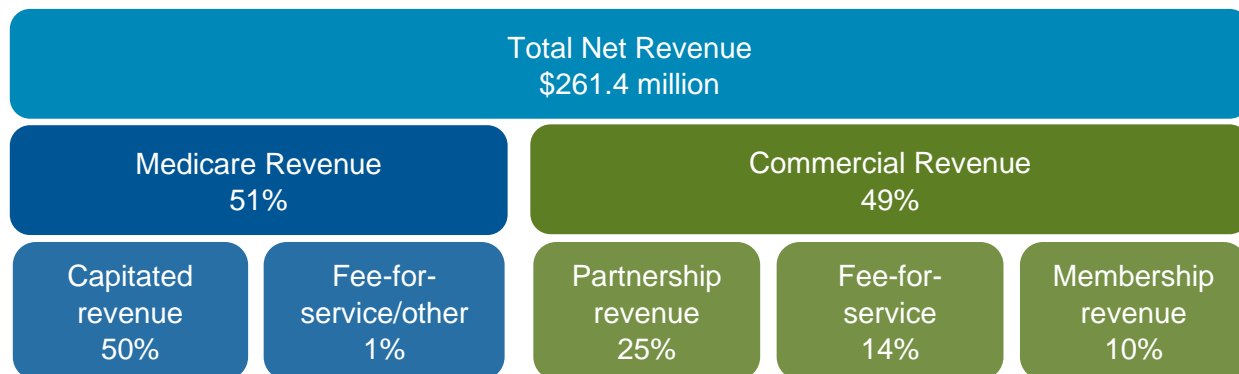 Total Net Revenue
$261.4 million
Medicare Revenue
51%
Commercial Revenue
49%
Capitated
revenue
50%
Fee-for-
service/other
1%
Partnership
revenue
25%
Fee-for-
service
14%
Membership
revenue
10%